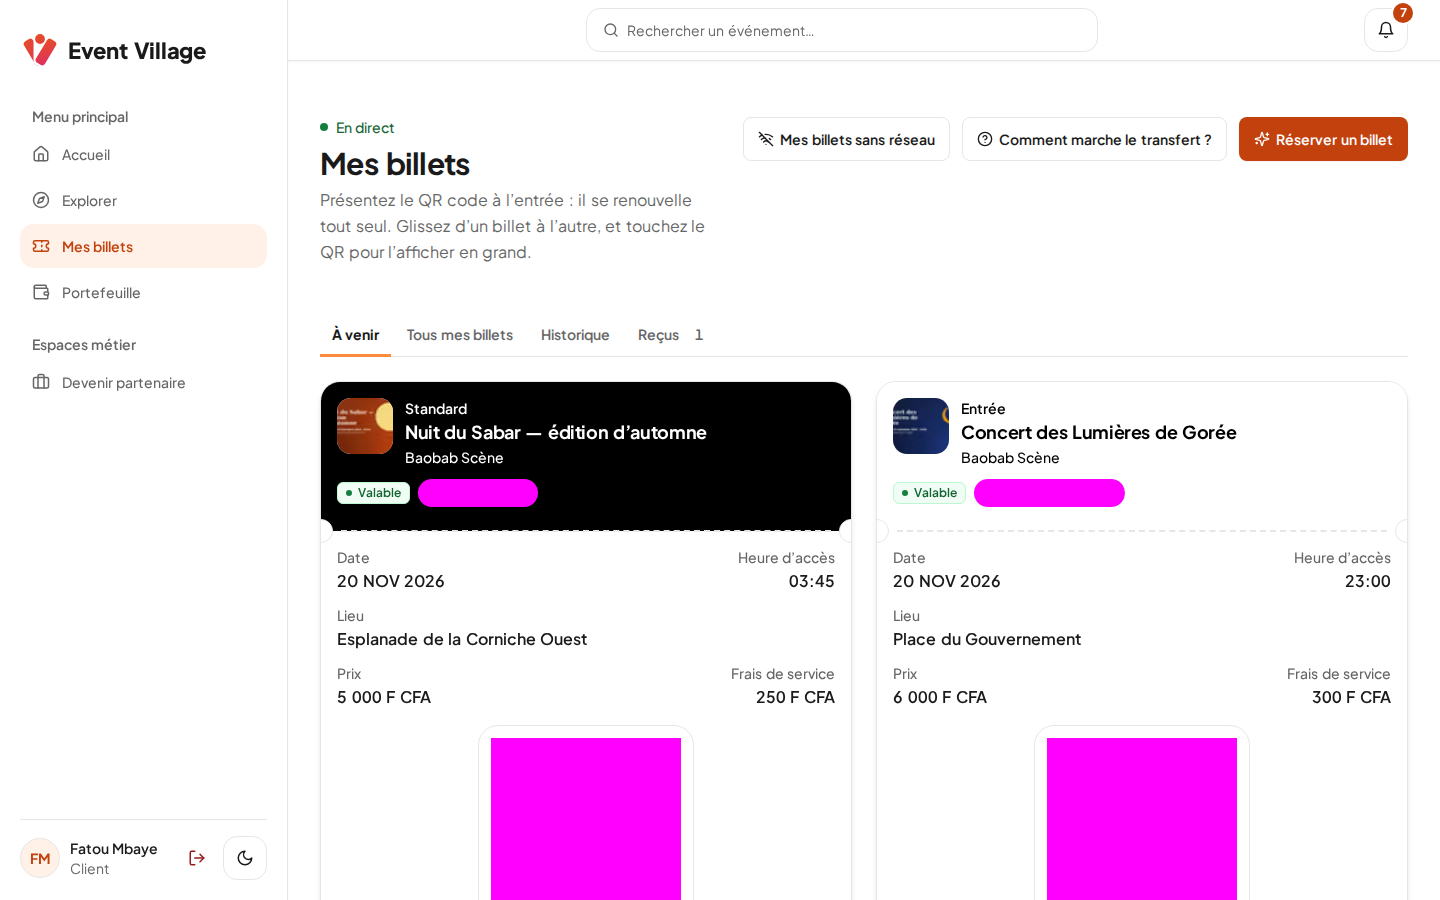 Event Village
Rechercher un événement…
7
Menu principal
Accueil
Explorer
Mes billets
Portefeuille
Espaces métier
Devenir partenaire
FM
Fatou Mbaye
Client
En direct
Mes billets
Présentez le QR code à l’entrée : il se renouvelle
tout seul. Glissez d’un billet à l’autre, et touchez le
QR pour l’afficher en grand.
Mes billets sans réseau
Comment marche le transfert ?
Réserver un billet
À venir
Tous mes billets
Historique
Reçus 1
Standard
Nuit du Sabar — édition d’automne
Baobab Scène
Valable
Date
Heure d’accès
20 NOV 2026
03:45
Lieu
Esplanade de la Corniche Ouest
Prix
Frais de service
5 000 F CFA
250 F CFA
Entrée
Concert des Lumières de Gorée
Baobab Scène
Valable
Date
Heure d’accès
20 NOV 2026
23:00
Lieu
Place du Gouvernement
Prix
Frais de service
6 000 F CFA
300 F CFA